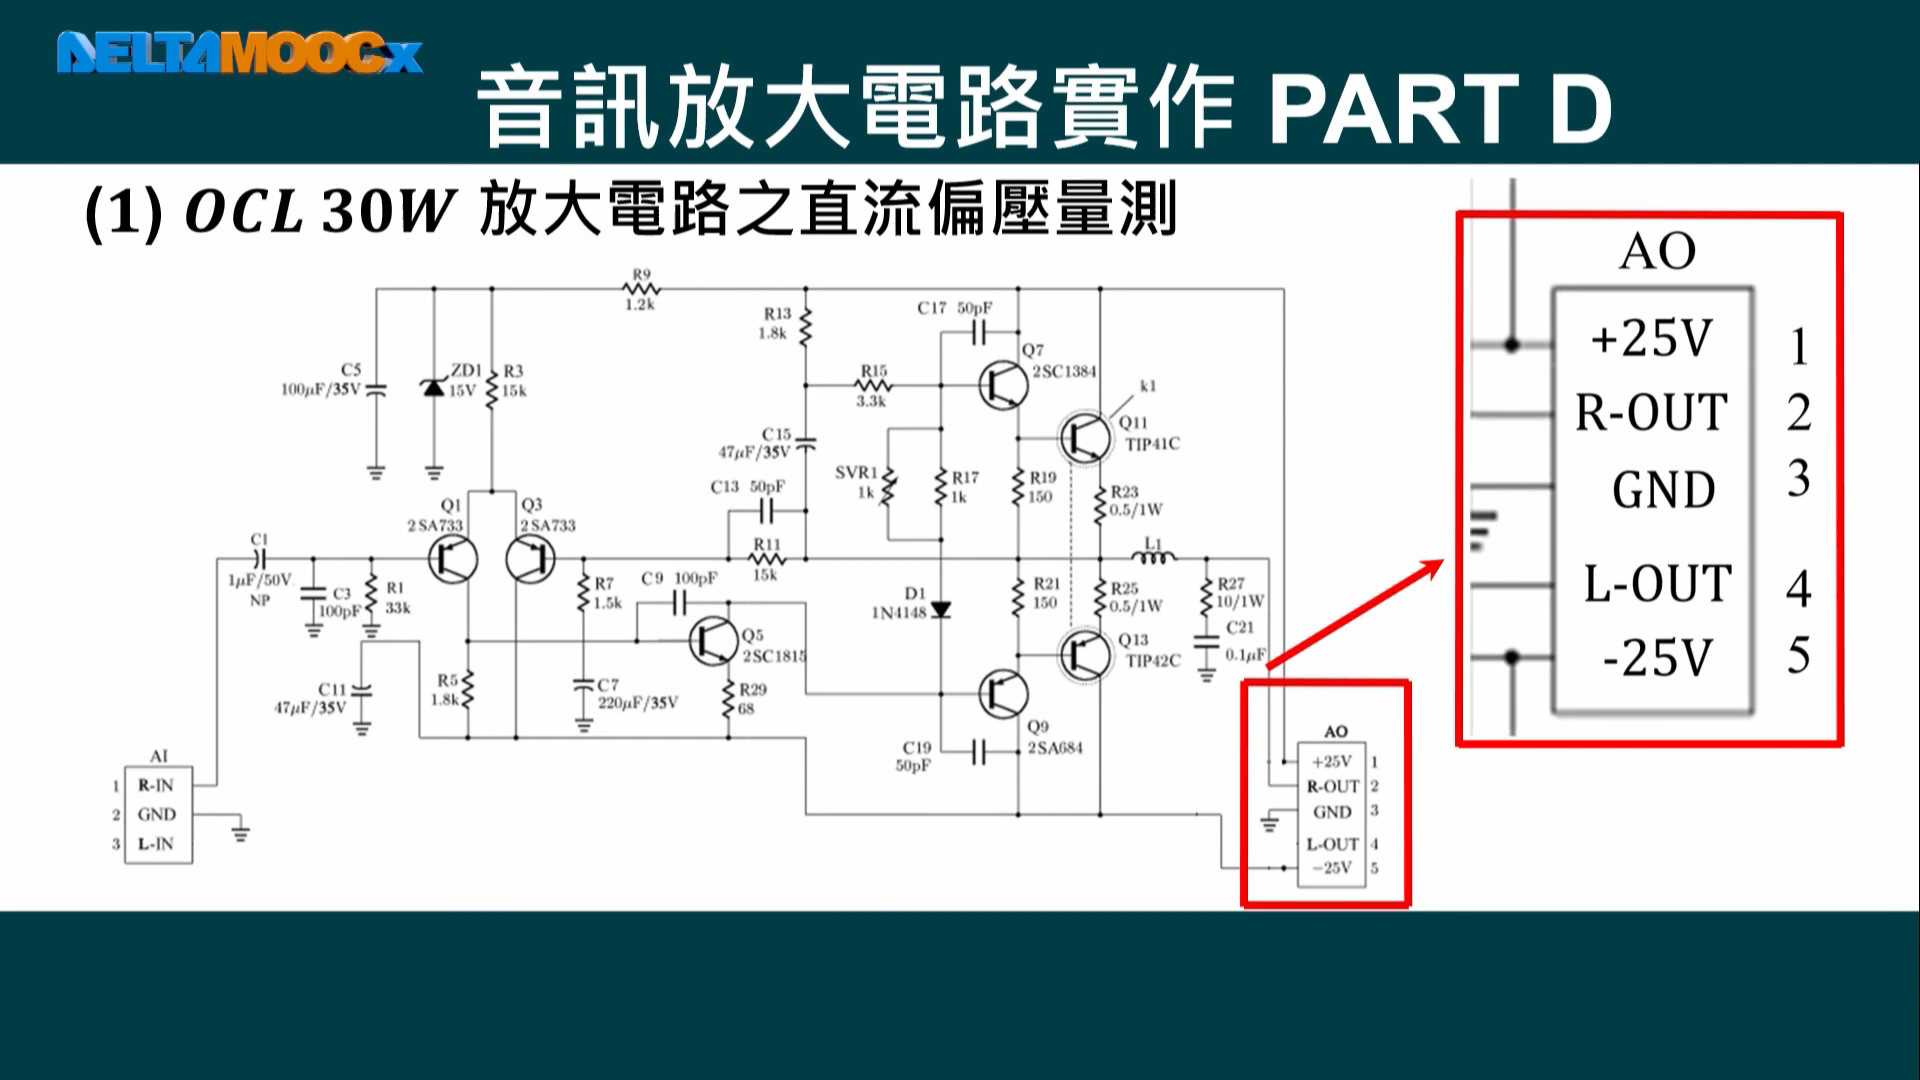 DELTAMOOCx
音訊放大電路實作 PART D
(1) OCL 30W 放大電路之直流偏壓量測
R9
1.2k
R13
1.8k
C17 50pF
Q7
2SC1384
k1
C5
100μF/35V
ZD1
15V
R3
15k
R15
3.3k
Q11
TIP41C
C15
47μF/35V
SVR1
1k
R17
1k
R19
150
R23
0.5/1W
C13 50pF
Q1
2SA733
Q3
2SA733
C1
1μF/50V
NP
R11
15k
L1
C3
100pF
R1
33k
R7
1.5k
C9 100pF
D1
1N4148
R21
150
R25
0.5/1W
R27
10/1W
C21
0.1μF
Q5
2SC1815
Q13
TIP42C
C11
47μF/35V
R5
1.8k
C7
220μF/35V
R29
68
Q9
2SA684
C19
50pF
AI
1 R-IN
2 GND
3 L-IN
AO
+25V 1
R-OUT 2
GND 3
L-OUT 4
-25V 5
AO
+25V 1
R-OUT 2
GND 3
L-OUT 4
-25V 5